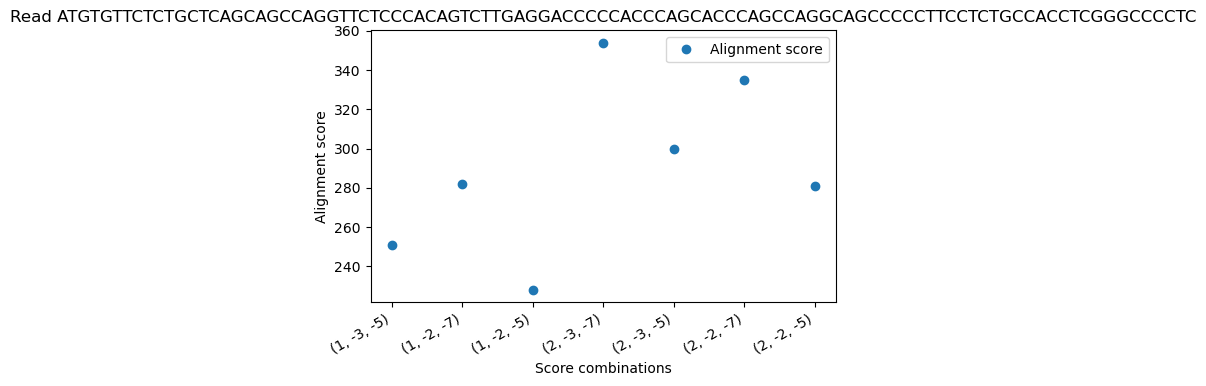 Read ATGTGTTCTCTGCTCAGCAGCCAGGTTCTCCCACAGTCTTGAGGACCCCCACCCAGCACCCAGCCAGGCAGCCCCCTTCCTCTGCCACCTCGGGCCCCTC
360
340
320
300
280
260
240
Alignment score
Alignment score
(1, -3, -5)
(1, -2, -7)
(1, -2, -5)
(2, -3, -7)
(2, -3, -5)
(2, -2, -7)
(2, -2, -5)
Score combinations